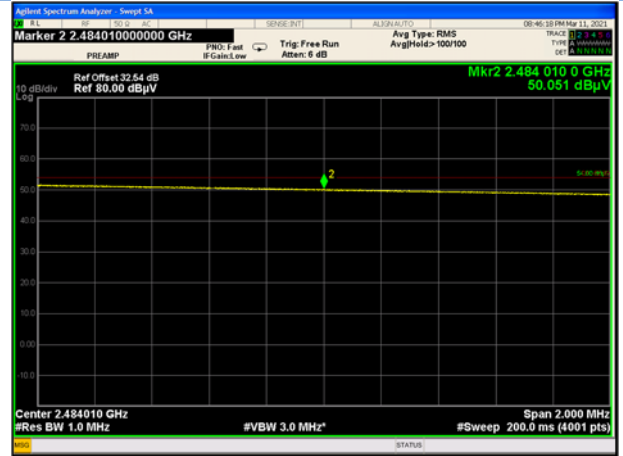 Agilent Spectrum Analyzer - Swept SA
RL RF 50 Ω AC SENSE:INT ALIGNAUTO 08:46:18 PM Mar 11, 2021
Marker 2 2.484010000000 GHz
PREAMP
PNO: Fast
IFGain:Low
Trig: Free Run
Atten: 6 dB
Avg Type: RMS
Avg|Hold:> 100/100
TRACE 1 2 3 4 5 6
TYPE A WWWWW
DET A N N N N N
Mkr2 2.484 010 0 GHz
50.051 dBµV
Ref Offset 32.54 dB
10 dB/div Ref 80.00 dBµV
Log
70.0
60.0
2
50.0
40.0
30.0
20.0
10.0
0.00
-10.0
Center 2.484010 GHz Span 2.000 MHz
#Res BW 1.0 MHz #VBW 3.0 MHz* #Sweep 200.0 ms (4001 pts)
MSG STATUS